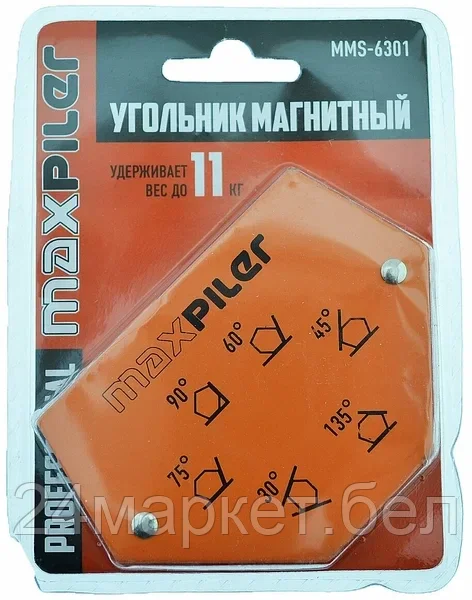 MMS-6301
УГОЛЬНИК МАГНИТНЫЙ
УДЕРЖИВАЕТ
ВЕС ДО 11 КГ
maxpiler
PROFESSIONAL
maxpiler
60°
45°
90°
135°
75°
30°
24маркет.бел